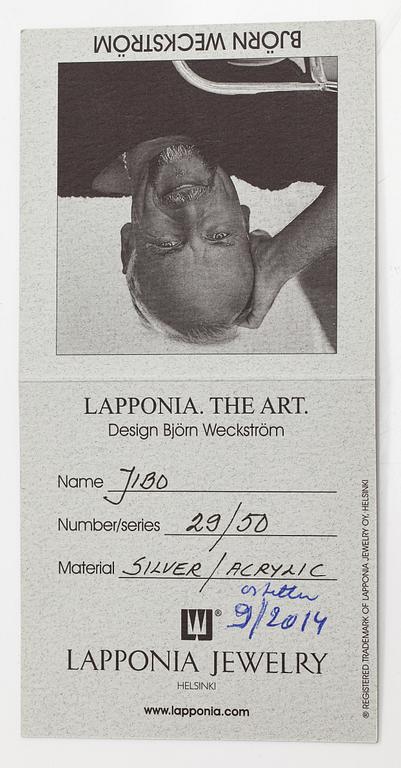 BJÖRN WECKSTRÖM
LAPPONIA. THE ART.
Design Björn Weckström
Name JIBO
Number/series 29/50
Material SILVER / ACRYLIC
9/2014
W®
LAPPONIA JEWELRY
HELSINKI
www.lapponia.com
® REGISTERED TRADEMARK OF LAPPONIA JEWELRY OY, HELSINKI